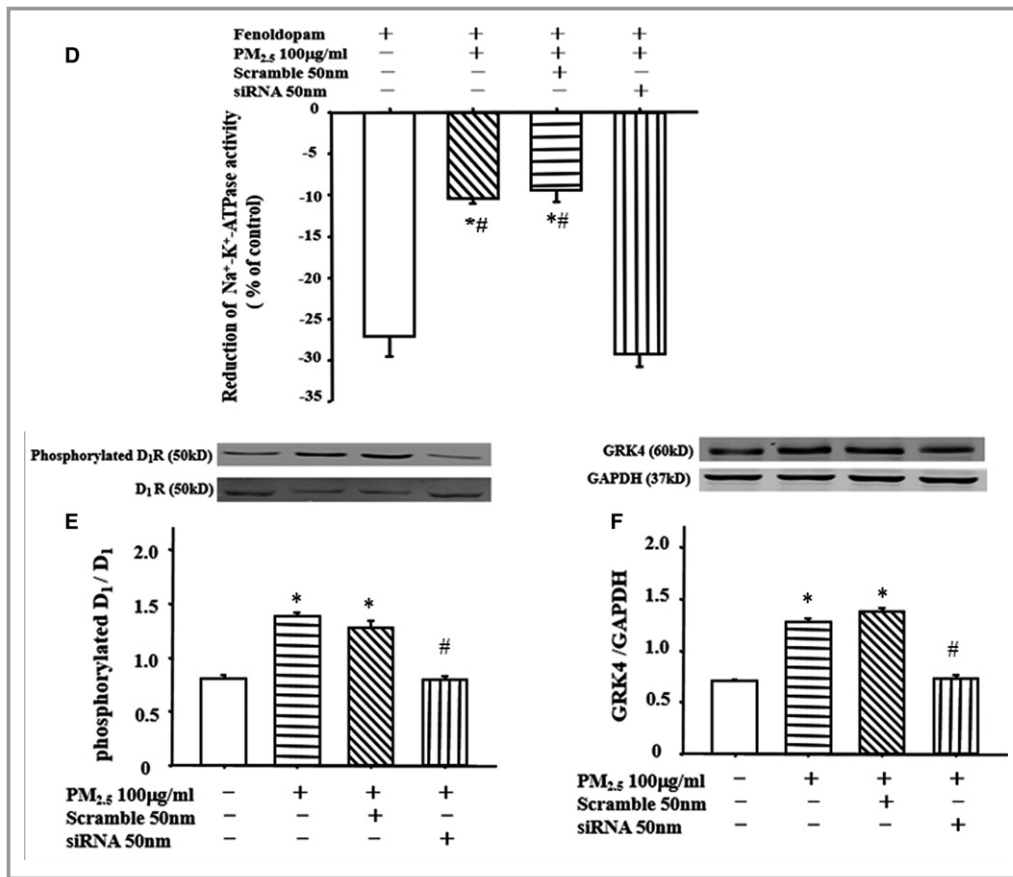 D
Fenoldopam + + + +
PM2.5 100μg/ml − + + +
Scramble 50nm − − + −
siRNA 50nm − − − +
Reduction of Na+-K+-ATPase activity
( % of control)
0
-5
-10
-15
-20
-25
-30
-35
*#
*#
Phosphorylated D1R (50kD)
D1R (50kD)
GRK4 (60kD)
GAPDH (37kD)
E
phosphorylated D1 / D1
2.0
1.5
1.0
0.5
0
*
*
#
PM2.5 100μg/ml − + + +
Scramble 50nm − − + −
siRNA 50nm − − − +
F
GRK4 /GAPDH
2.0
1.5
1.0
0.5
0
*
*
#
PM2.5 100μg/ml − + + +
Scramble 50nm − − + −
siRNA 50nm − − − +